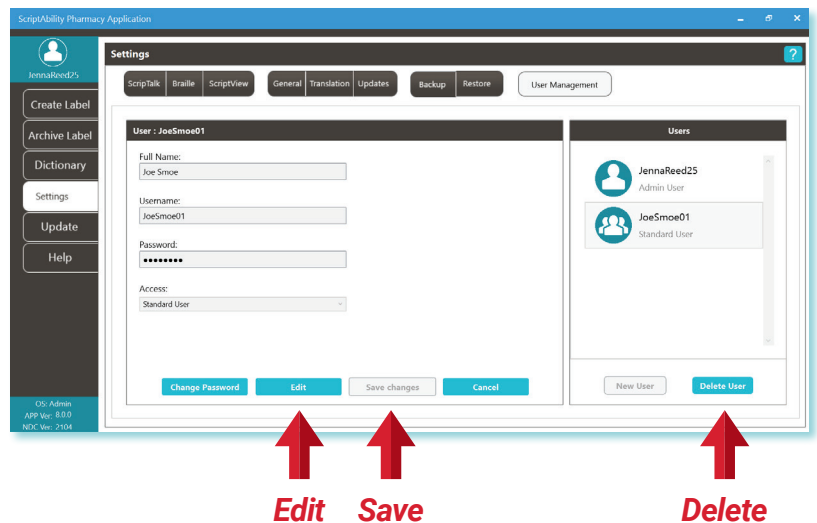 ScriptAbility Pharmacy Application
JennaReed25
Create Label
Archive Label
Dictionary
Settings
Update
Help
OS: Admin
APP Ver: 8.0.0
NDC Ver: 2104
Settings
?
ScripTalk Braille ScriptView General Translation Updates Backup Restore User Management
User : JoeSmoe01
Full Name:
Joe Smoe
Username:
JoeSmoe01
Password:
●●●●●●●●
Access:
Standard User
Change Password Edit Save changes Cancel
Users
JennaReed25
Admin User
JoeSmoe01
Standard User
New User Delete User
Edit Save Delete